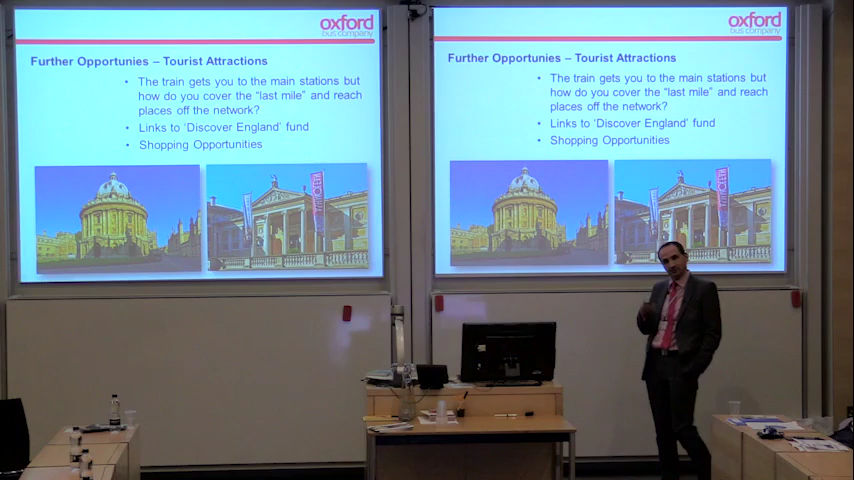 oxford
bus company
Further Opportunies – Tourist Attractions
• The train gets you to the main stations but
how do you cover the “last mile” and reach
places off the network?
• Links to ‘Discover England’ fund
• Shopping Opportunities
oxford
bus company
Further Opportunies – Tourist Attractions
• The train gets you to the main stations but
how do you cover the “last mile” and reach
places off the network?
• Links to ‘Discover England’ fund
• Shopping Opportunities